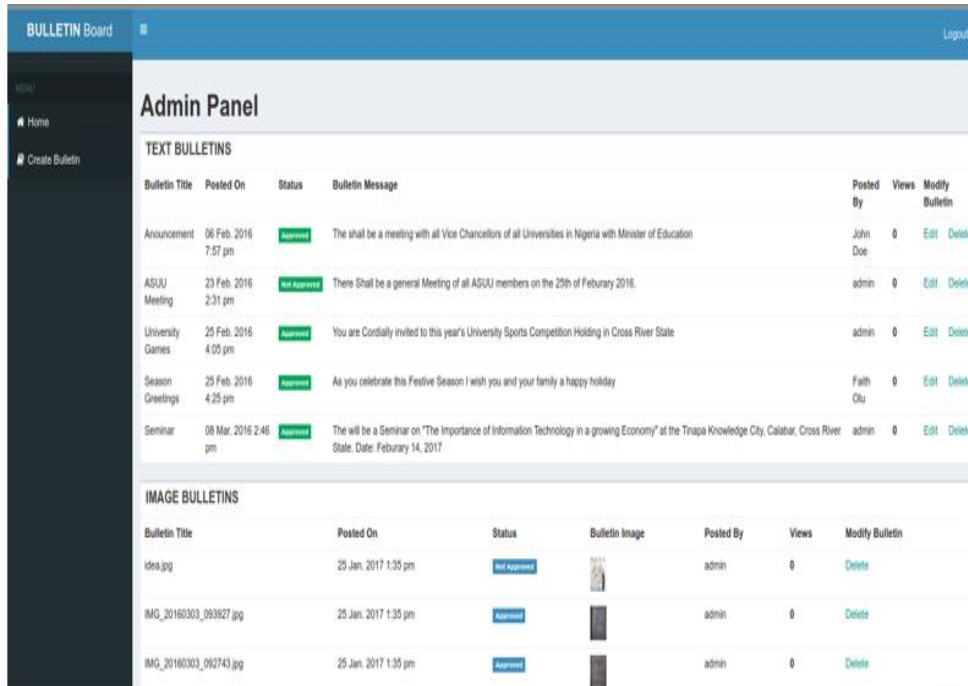 BULLETIN Board
Logout
MENU
Home
Create Bulletin
Admin Panel
TEXT BULLETINS
Bulletin Title Posted On Status Bulletin Message Posted By Views Modify Bulletin
Anouncement 06 Feb. 2016 7:57 pm Approved The shall be a meeting with all Vice Chancellors of all Universities in Nigeria with Minister of Education John Doe 0 Edit Delete
ASUU Meeting 23 Feb. 2016 2:31 pm Not Approved There Shall be a general Meeting of all ASUU members on the 25th of Feburary 2016. admin 0 Edit Delete
University Games 25 Feb. 2016 4:05 pm Approved You are Cordially invited to this year's University Sports Competition Holding in Cross River State admin 0 Edit Delete
Season Greetings 25 Feb. 2016 4:25 pm Approved As you celebrate this Festive Season I wish you and your family a happy holiday Faith Olu 0 Edit Delete
Seminar 08 Mar. 2016 2:46 pm Approved The will be a Seminar on "The Importance of Information Technology in a growing Economy" at the Tinapa Knowledge City, Calabar, Cross River State. Date: Feburary 14, 2017 admin 0 Edit Delete
IMAGE BULLETINS
Bulletin Title Posted On Status Bulletin Image Posted By Views Modify Bulletin
idea.jpg 25 Jan. 2017 1:35 pm Not Approved admin 0 Delete
IMG_20160303_093927.jpg 25 Jan. 2017 1:35 pm Approved admin 0 Delete
IMG_20160303_092743.jpg 25 Jan. 2017 1:35 pm Approved admin 0 Delete